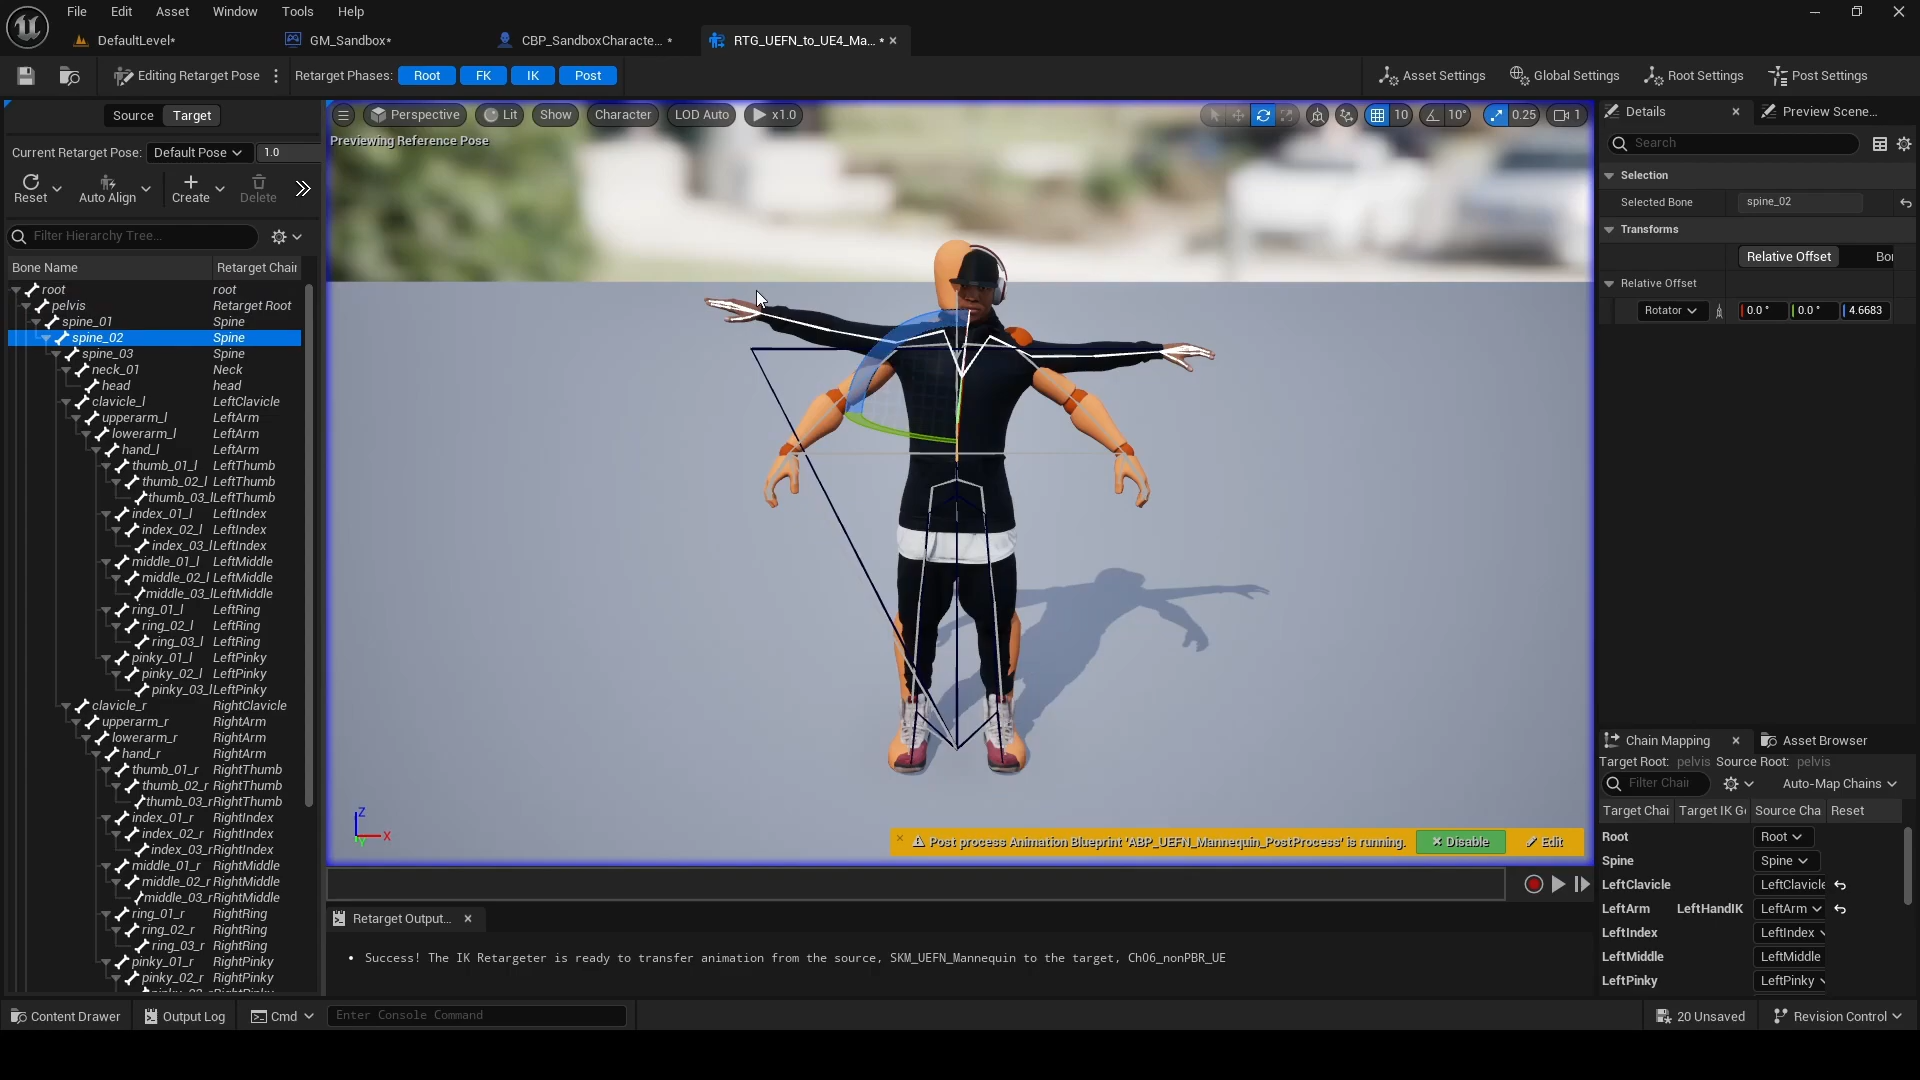 File Edit Asset Window Tools Help
DefaultLevel* GM_Sandbox* CBP_SandboxCharacte... * RTG_UEFN_to_UE4_Ma... *
Editing Retarget Pose Retarget Phases: Root FK IK Post Asset Settings Global Settings Root Settings Post Settings
Source Target
Current Retarget Pose: Default Pose 1.0
Reset Auto Align Create Delete
Filter Hierarchy Tree...
Bone Name Retarget Chair
root root
pelvis Retarget Root
spine_01 Spine
spine_02 Spine
spine_03 Spine
neck_01 Neck
head head
clavicle_l LeftClavicle
upperarm_l LeftArm
lowerarm_l LeftArm
hand_l LeftArm
thumb_01_l LeftThumb
thumb_02_l LeftThumb
thumb_03_l LeftThumb
index_01_l LeftIndex
index_02_l LeftIndex
index_03_l LeftIndex
middle_01_l LeftMiddle
middle_02_l LeftMiddle
middle_03_l LeftMiddle
ring_01_l LeftRing
ring_02_l LeftRing
ring_03_l LeftRing
pinky_01_l LeftPinky
pinky_02_l LeftPinky
pinky_03_l LeftPinky
clavicle_r RightClavicle
upperarm_r RightArm
lowerarm_r RightArm
hand_r RightArm
thumb_01_r RightThumb
thumb_02_r RightThumb
thumb_03_r RightThumb
index_01_r RightIndex
index_02_r RightIndex
index_03_r RightIndex
middle_01_r RightMiddle
middle_02_r RightMiddle
middle_03_r RightMiddle
ring_01_r RightRing
ring_02_r RightRing
ring_03_r RightRing
pinky_01_r RightPinky
pinky_02_r RightPinky
Perspective Lit Show Character LOD Auto x1.0 10 10° 0.25 1
Previewing Reference Pose
Z
X
Y
Post process Animation Blueprint 'ABP_UEFN_Mannequin_PostProcess' is running. Disable Edit
Retarget Output...
• Success! The IK Retargeter is ready to transfer animation from the source, SKM_UEFN_Mannequin to the target, Ch06_nonPBR_UE
Details Preview Scene...
Search
Selection
Selected Bone spine_02
Transforms
Relative Offset Bo
Relative Offset
Rotator 0.0 ° 0.0 ° 4.6683
Chain Mapping Asset Browser
Target Root: pelvis Source Root: pelvis
Filter Chai Auto-Map Chains
Target Chai Target IK G Source Cha Reset
Root Root
Spine Spine
LeftClavicle LeftClavicle
LeftArm LeftHandIK LeftArm
LeftIndex LeftIndex
LeftMiddle LeftMiddle
LeftPinky LeftPinky
Content Drawer Output Log Cmd Enter Console Command 20 Unsaved Revision Control